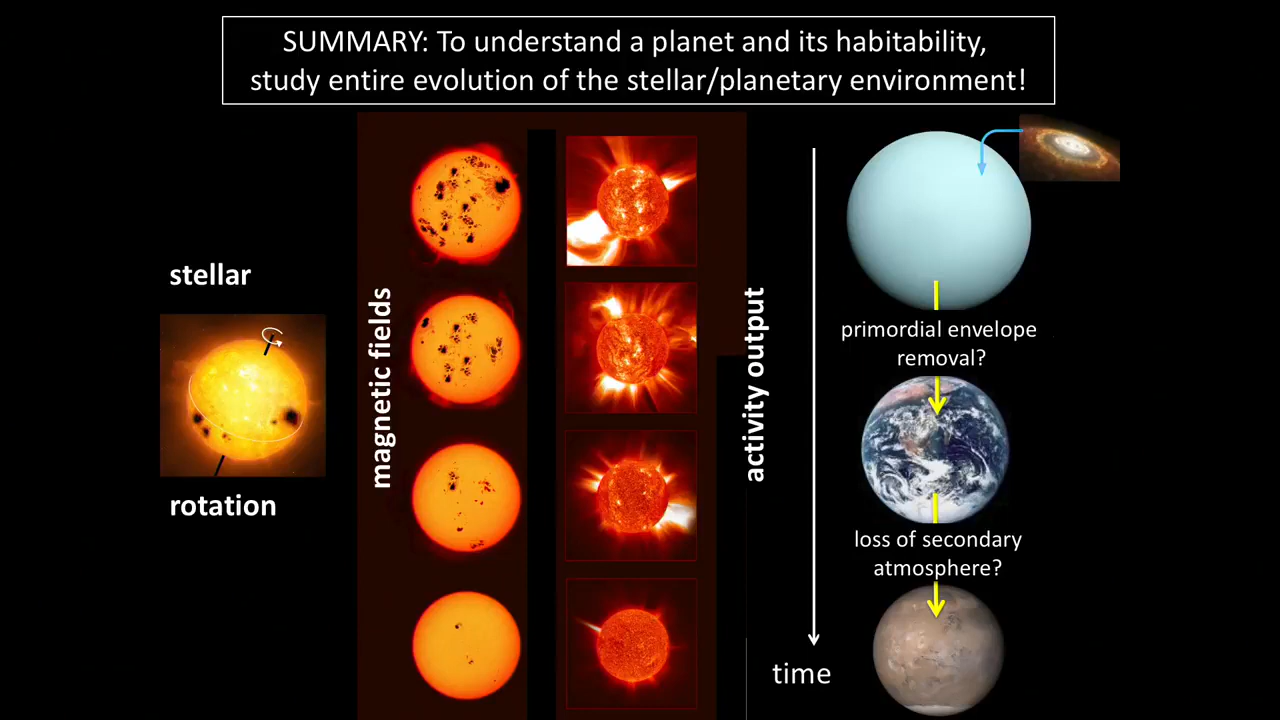 SUMMARY: To understand a planet and its habitability,
study entire evolution of the stellar/planetary environment!
stellar
rotation
magnetic fields
activity output
time
primordial envelope
removal?
loss of secondary
atmosphere?